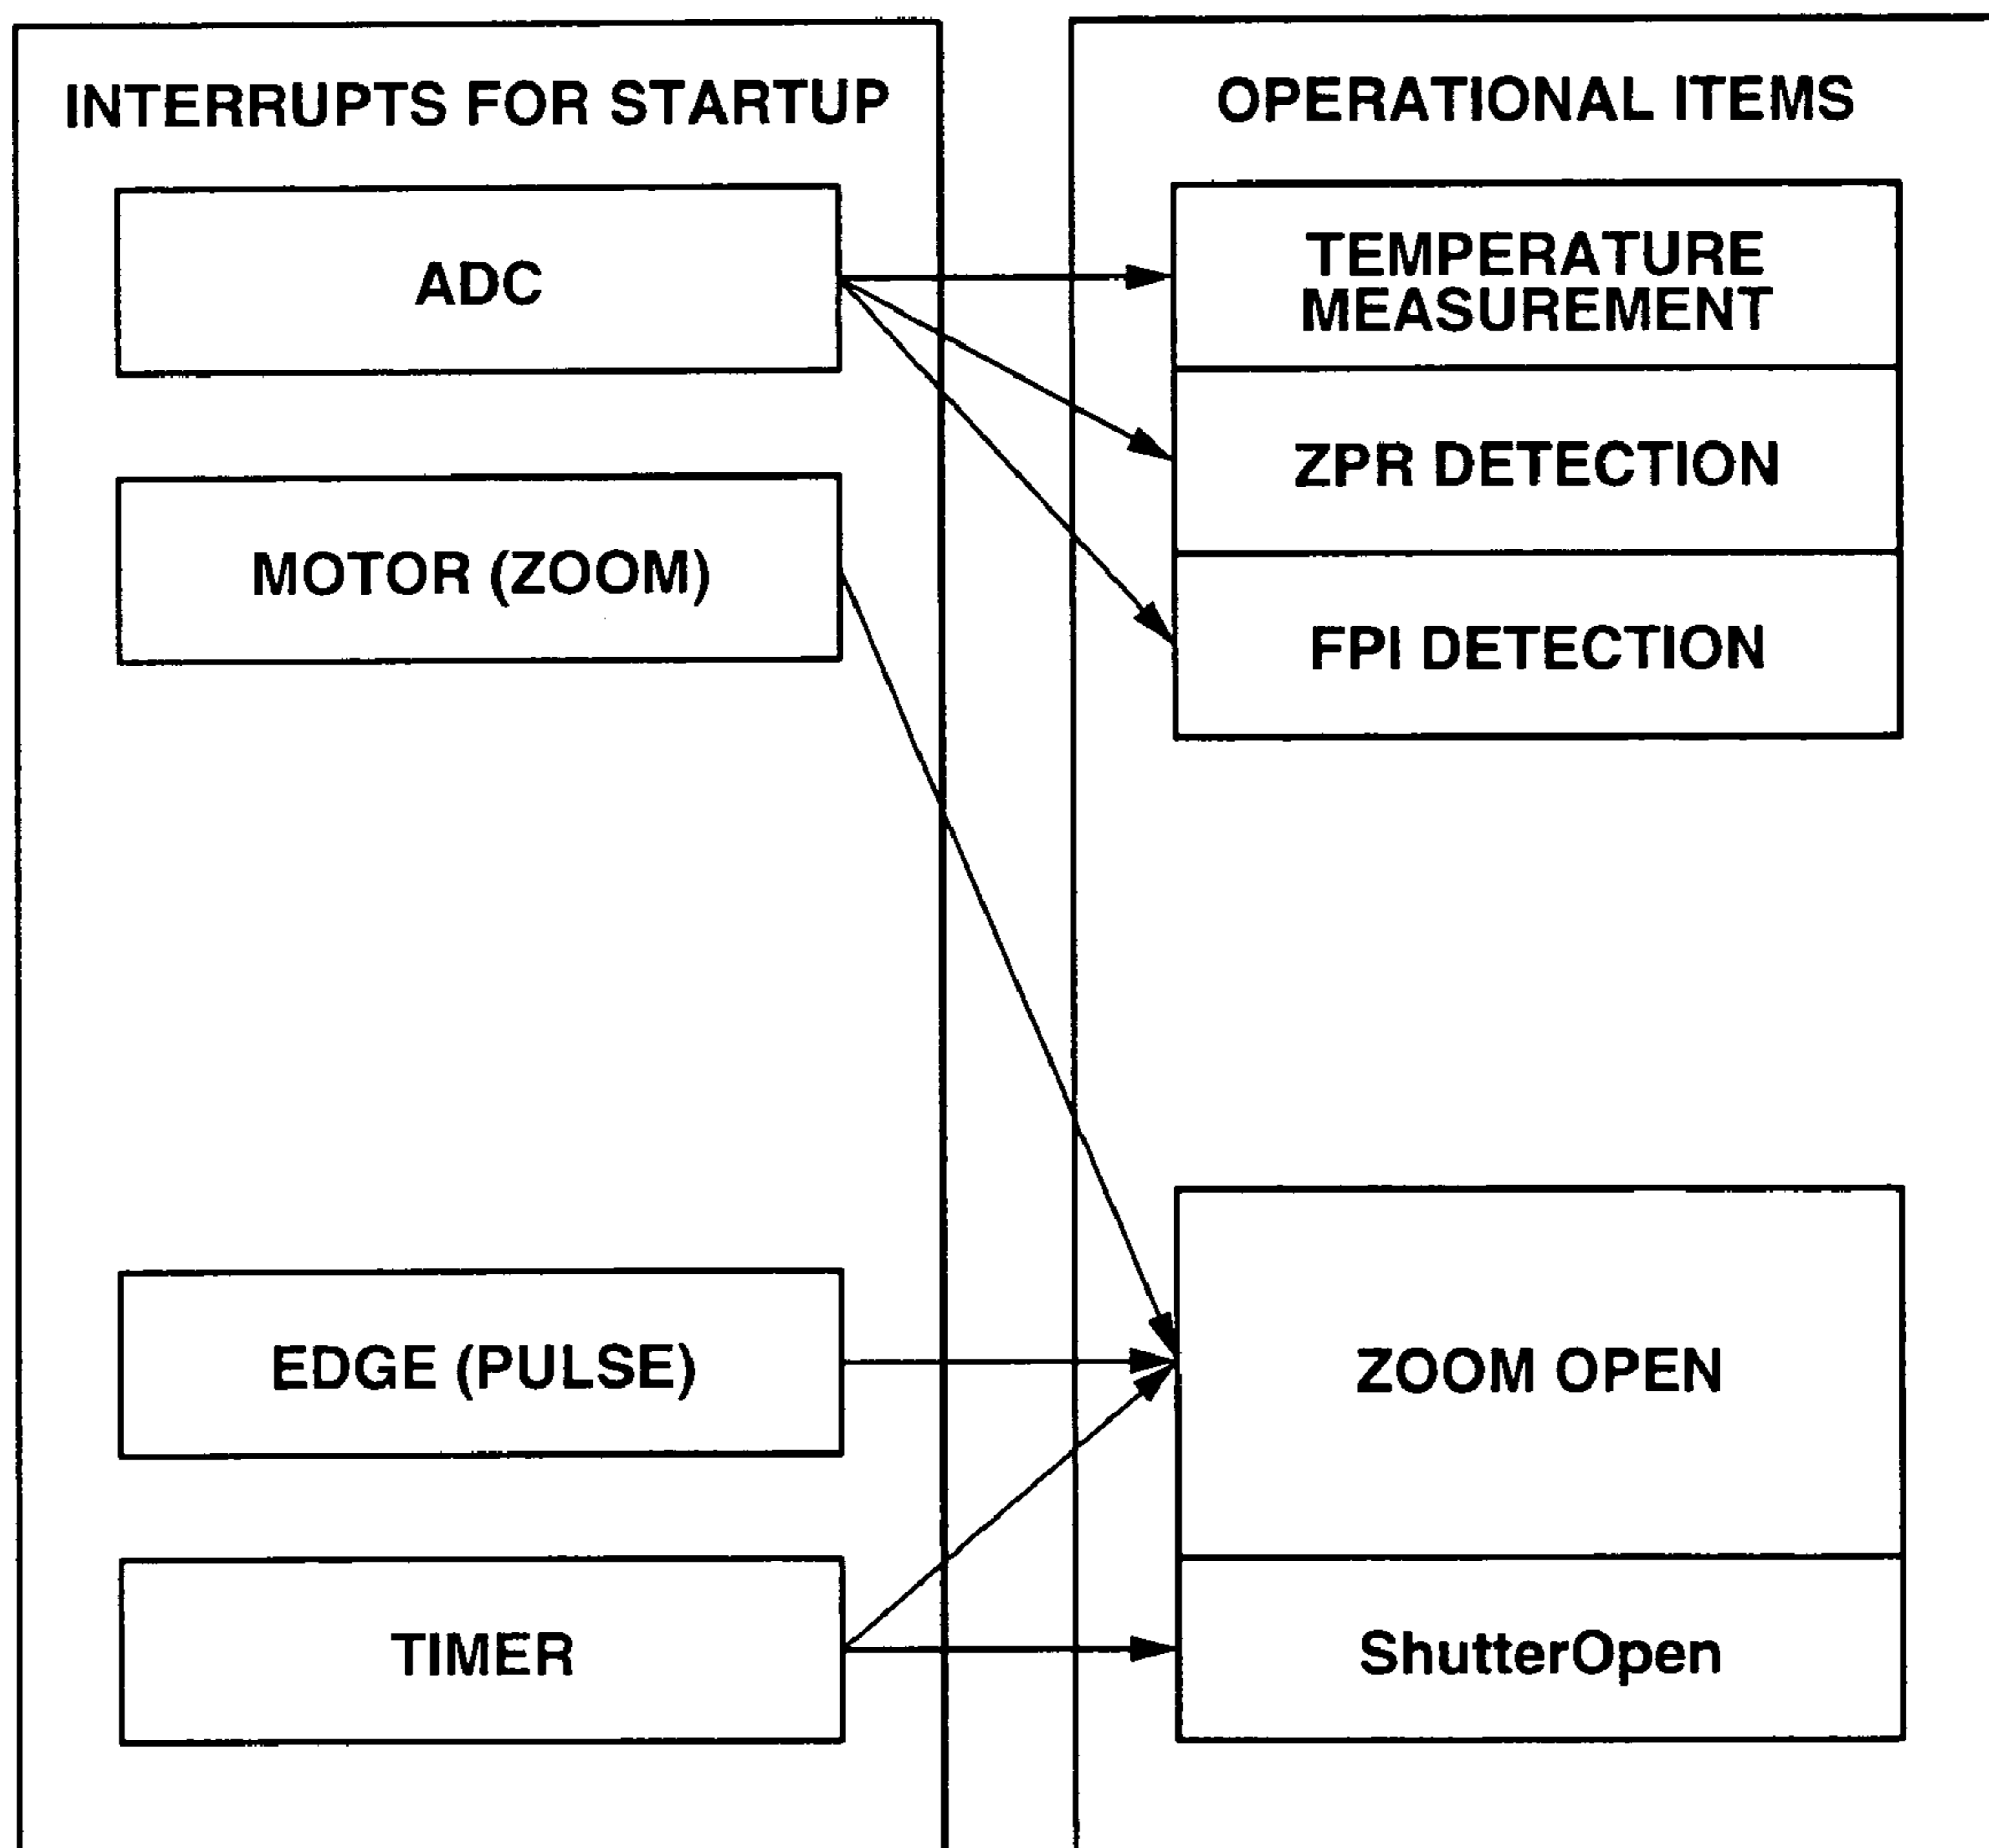 INTERRUPTS FOR STARTUP
ADC
MOTOR (ZOOM)
EDGE (PULSE)
TIMER
OPERATIONAL ITEMS
TEMPERATURE
MEASUREMENT
ZPR DETECTION
FPI DETECTION
ZOOM OPEN
ShutterOpen